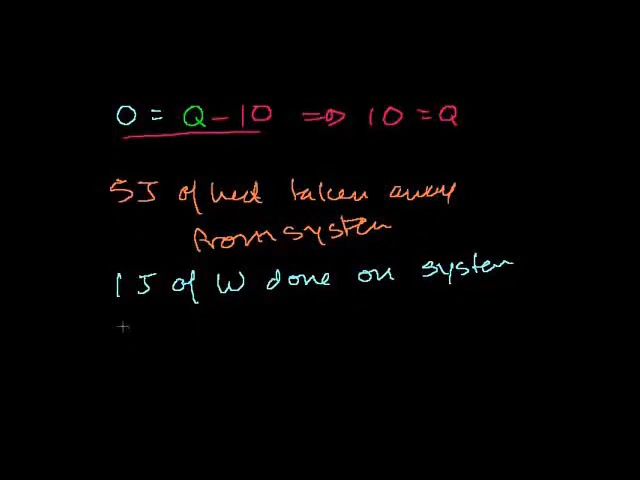 0 = Q - 10 ⇒ 10 = Q
5J of heat taken away
from system
1 J of W done on system